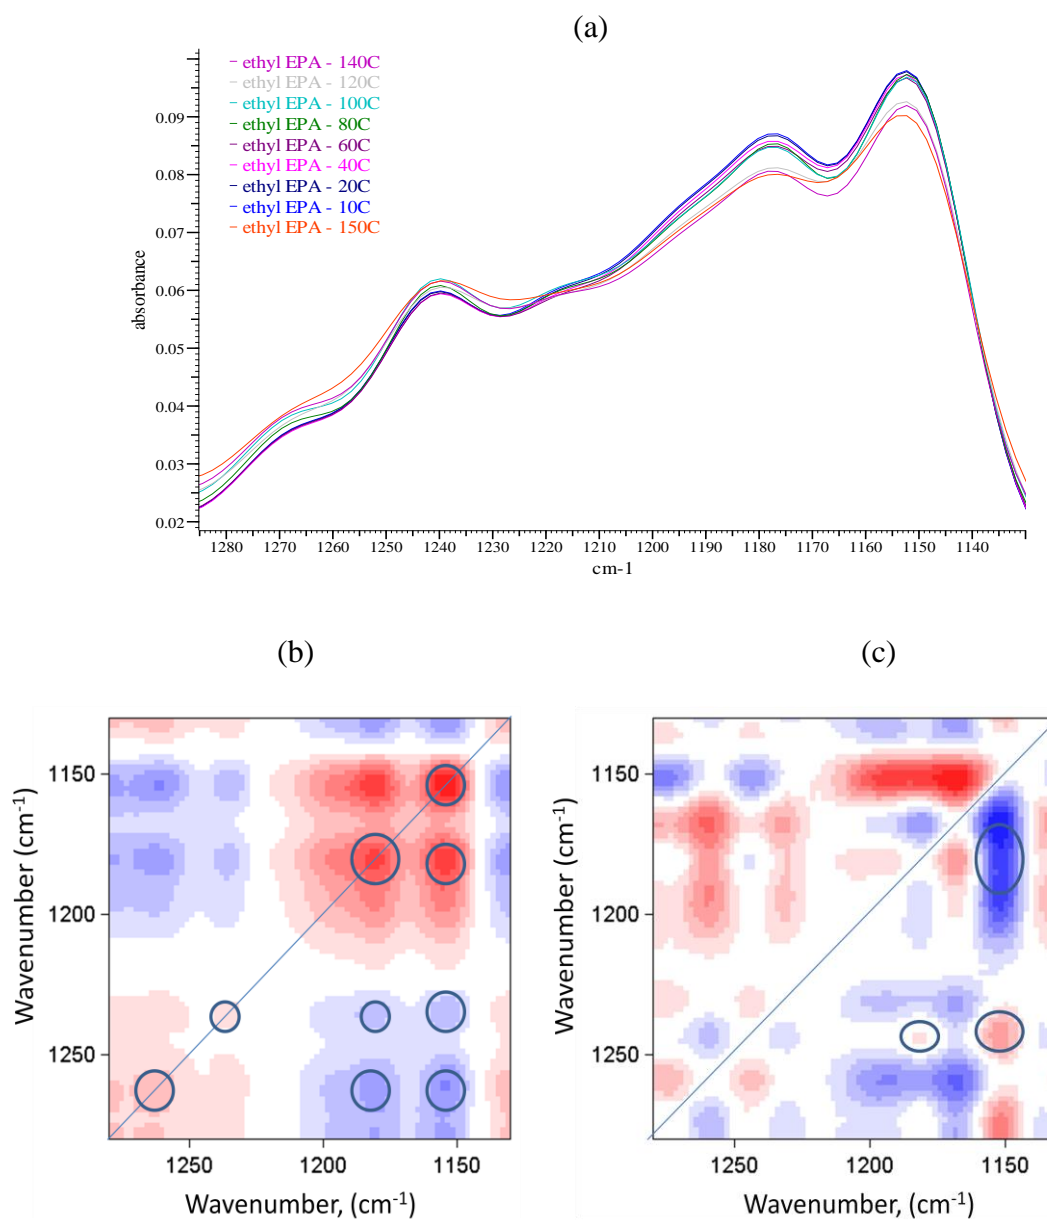 (a)
– ethyl EPA - 140C
– ethyl EPA - 120C
– ethyl EPA - 100C
– ethyl EPA - 80C
– ethyl EPA - 60C
– ethyl EPA - 40C
– ethyl EPA - 20C
– ethyl EPA - 10C
– ethyl EPA - 150C
absorbance
0.09
0.08
0.07
0.06
0.05
0.04
0.03
0.02
1280 1270 1260 1250 1240 1230 1220 1210 1200 1190 1180 1170 1160 1150 1140
cm-1
(b)
Wavenumber (cm⁻¹)
1150
1200
1250
1250 1200 1150
Wavenumber, (cm⁻¹)
(c)
Wavenumber (cm⁻¹)
1150
1200
1250
1250 1200 1150
Wavenumber, (cm⁻¹)